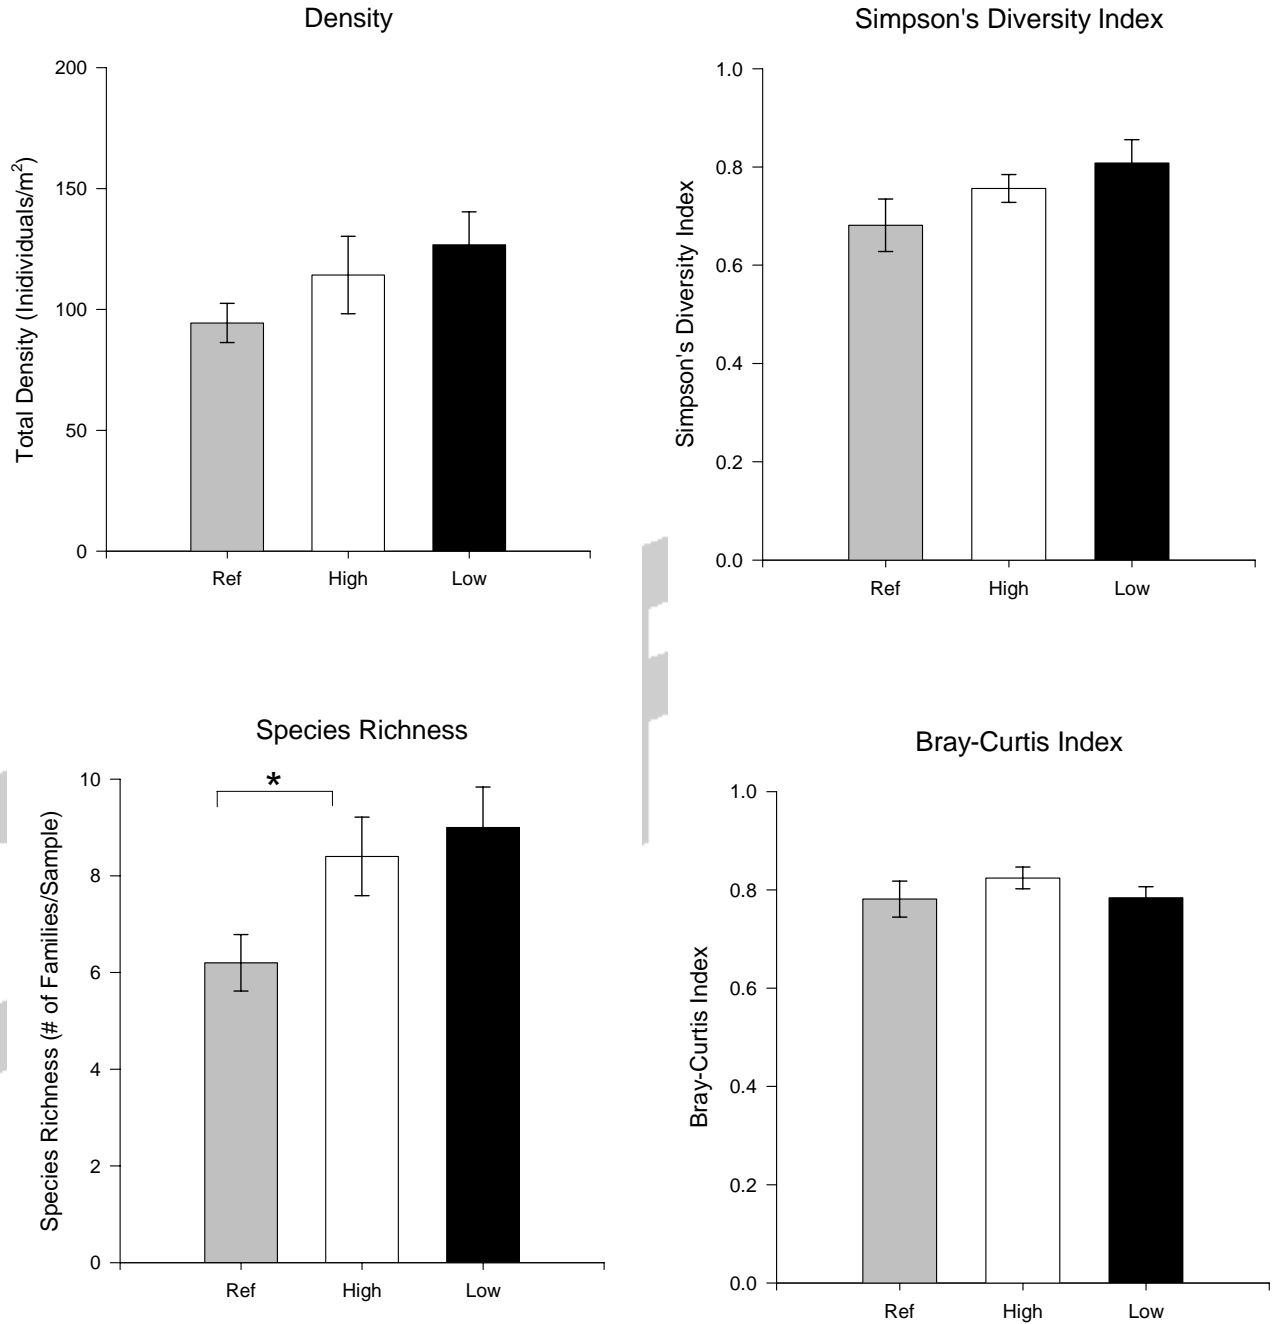 Density
200
150
100
50
0
Total Density (Inidividuals/m²)
Ref High Low
Simpson's Diversity Index
1.0
0.8
0.6
0.4
0.2
0.0
Simpson's Diversity Index
Ref High Low
Species Richness
*
10
8
6
4
2
0
Species Richness (# of Families/Sample)
Ref High Low
Bray-Curtis Index
1.0
0.8
0.6
0.4
0.2
0.0
Bray-Curtis Index
Ref High Low